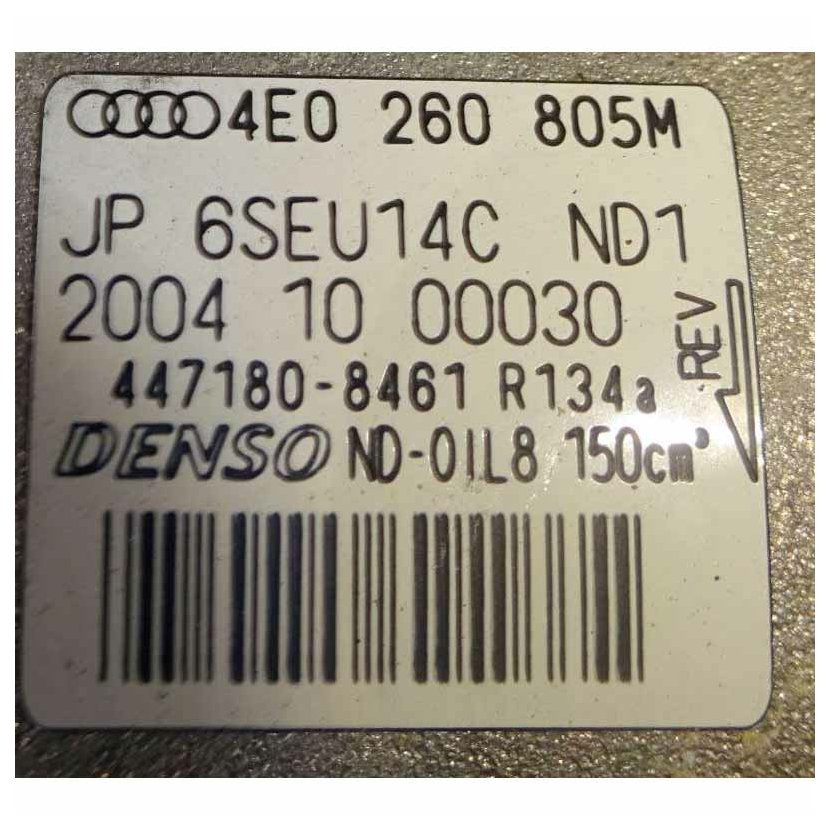 4E0 260 805M
JP 6SEU14C ND1
2004 10 00030
447180-8461 R134a
DENSO ND-OIL8 150cm³
REV